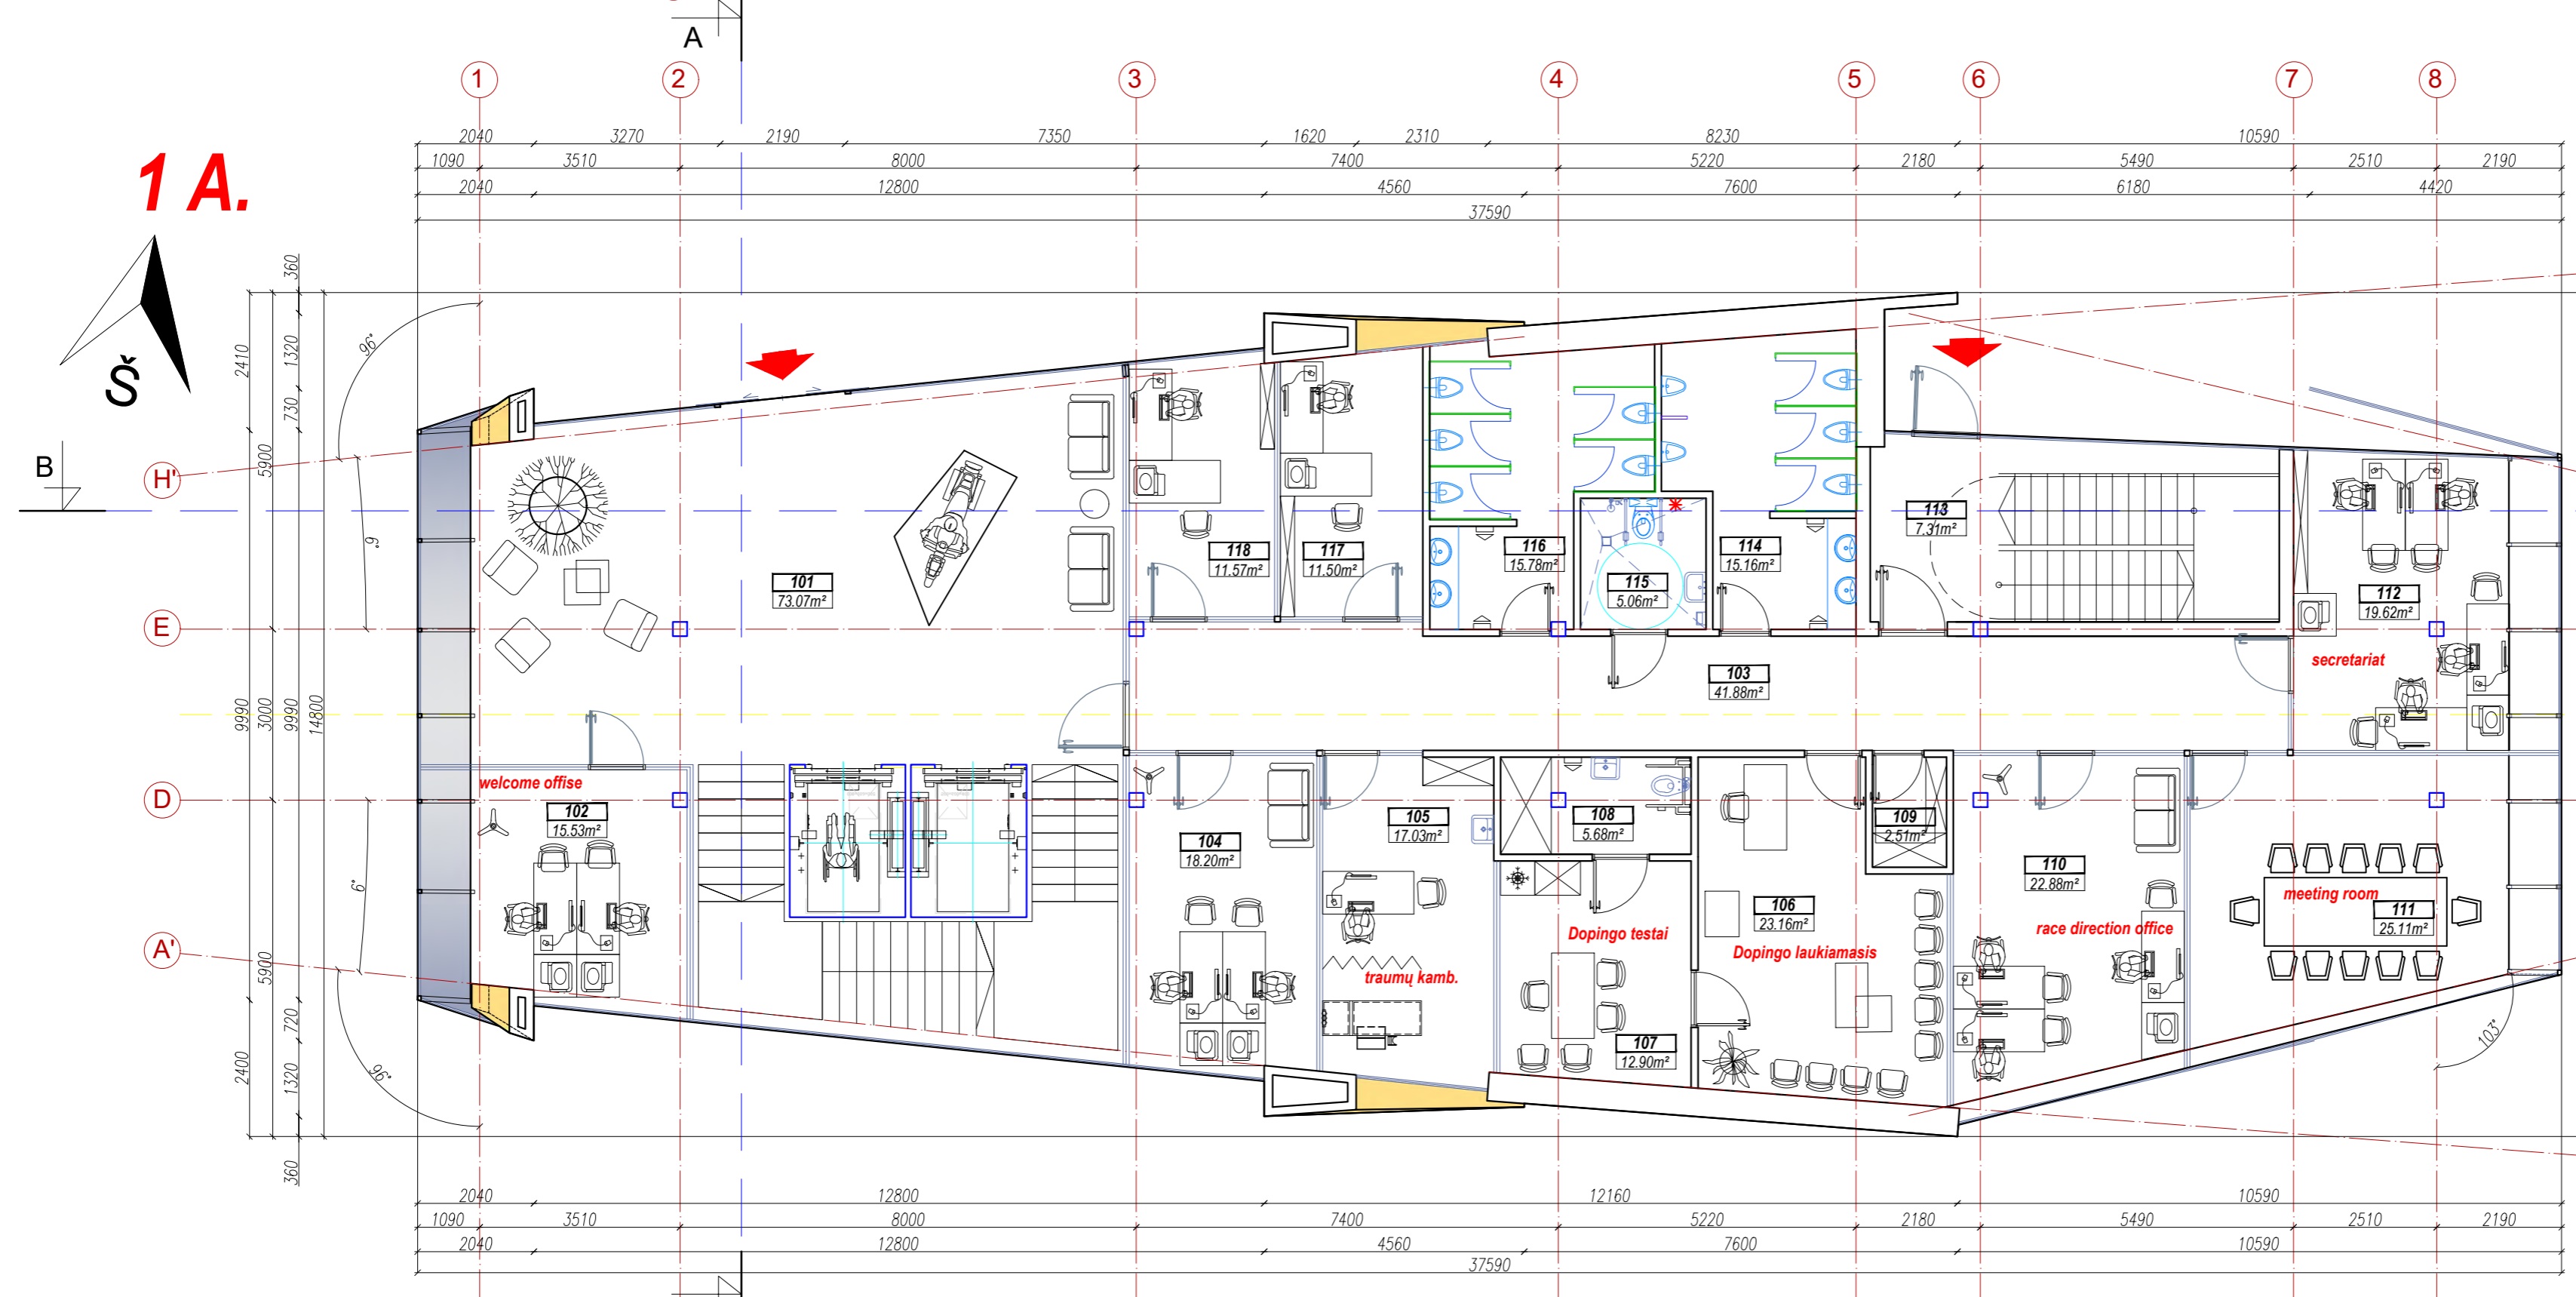 A
1 2 3 4 5 6 7 8
2040 3270 2190 7350 1620 2310 8230 10590
1090 3510 8000 7400 5220 2180 5490 2510 2190
2040 12800 4560 7600 6180 4420
37590
1 A.
Š
B
H'
E
D
A'
360
2410 1320
730
5900
9990 3000 9990 14800
5900
720
2400 1320
360
96°
6°
6°
96°
103°
101
73.07m²
118
11.57m²
117
11.50m²
116
15.78m²
115
5.06m²
114
15.16m²
113
7.31m²
112
19.62m²
secretariat
103
41.88m²
welcome offise
102
15.53m²
104
18.20m²
105
17.03m²
traumų kamb.
108
5.68m²
Dopingo testai
107
12.90m²
106
23.16m²
Dopingo laukiamasis
109
2.51m²
110
22.88m²
race direction office
meeting room
111
25.11m²
2040 12800 12160 10590
1090 3510 8000 7400 5220 2180 5490 2510 2190
2040 12800 4560 7600 10590
37590